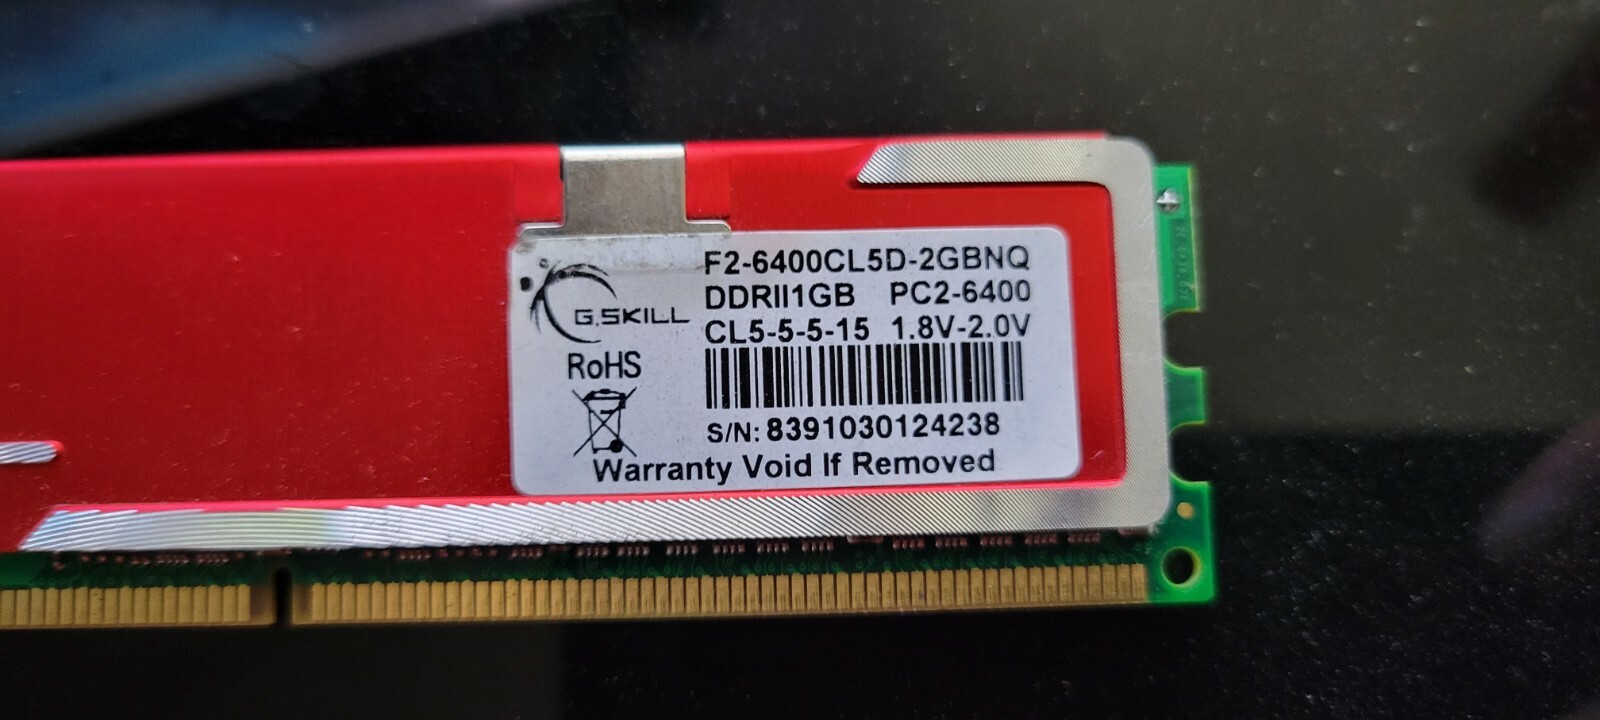 F2-6400CL5D-2GBNQ
DDRII1GB PC2-6400
G.SKILL
CL5-5-5-15 1.8V-2.0V
RoHS
S/N: 8391030124238
Warranty Void If Removed